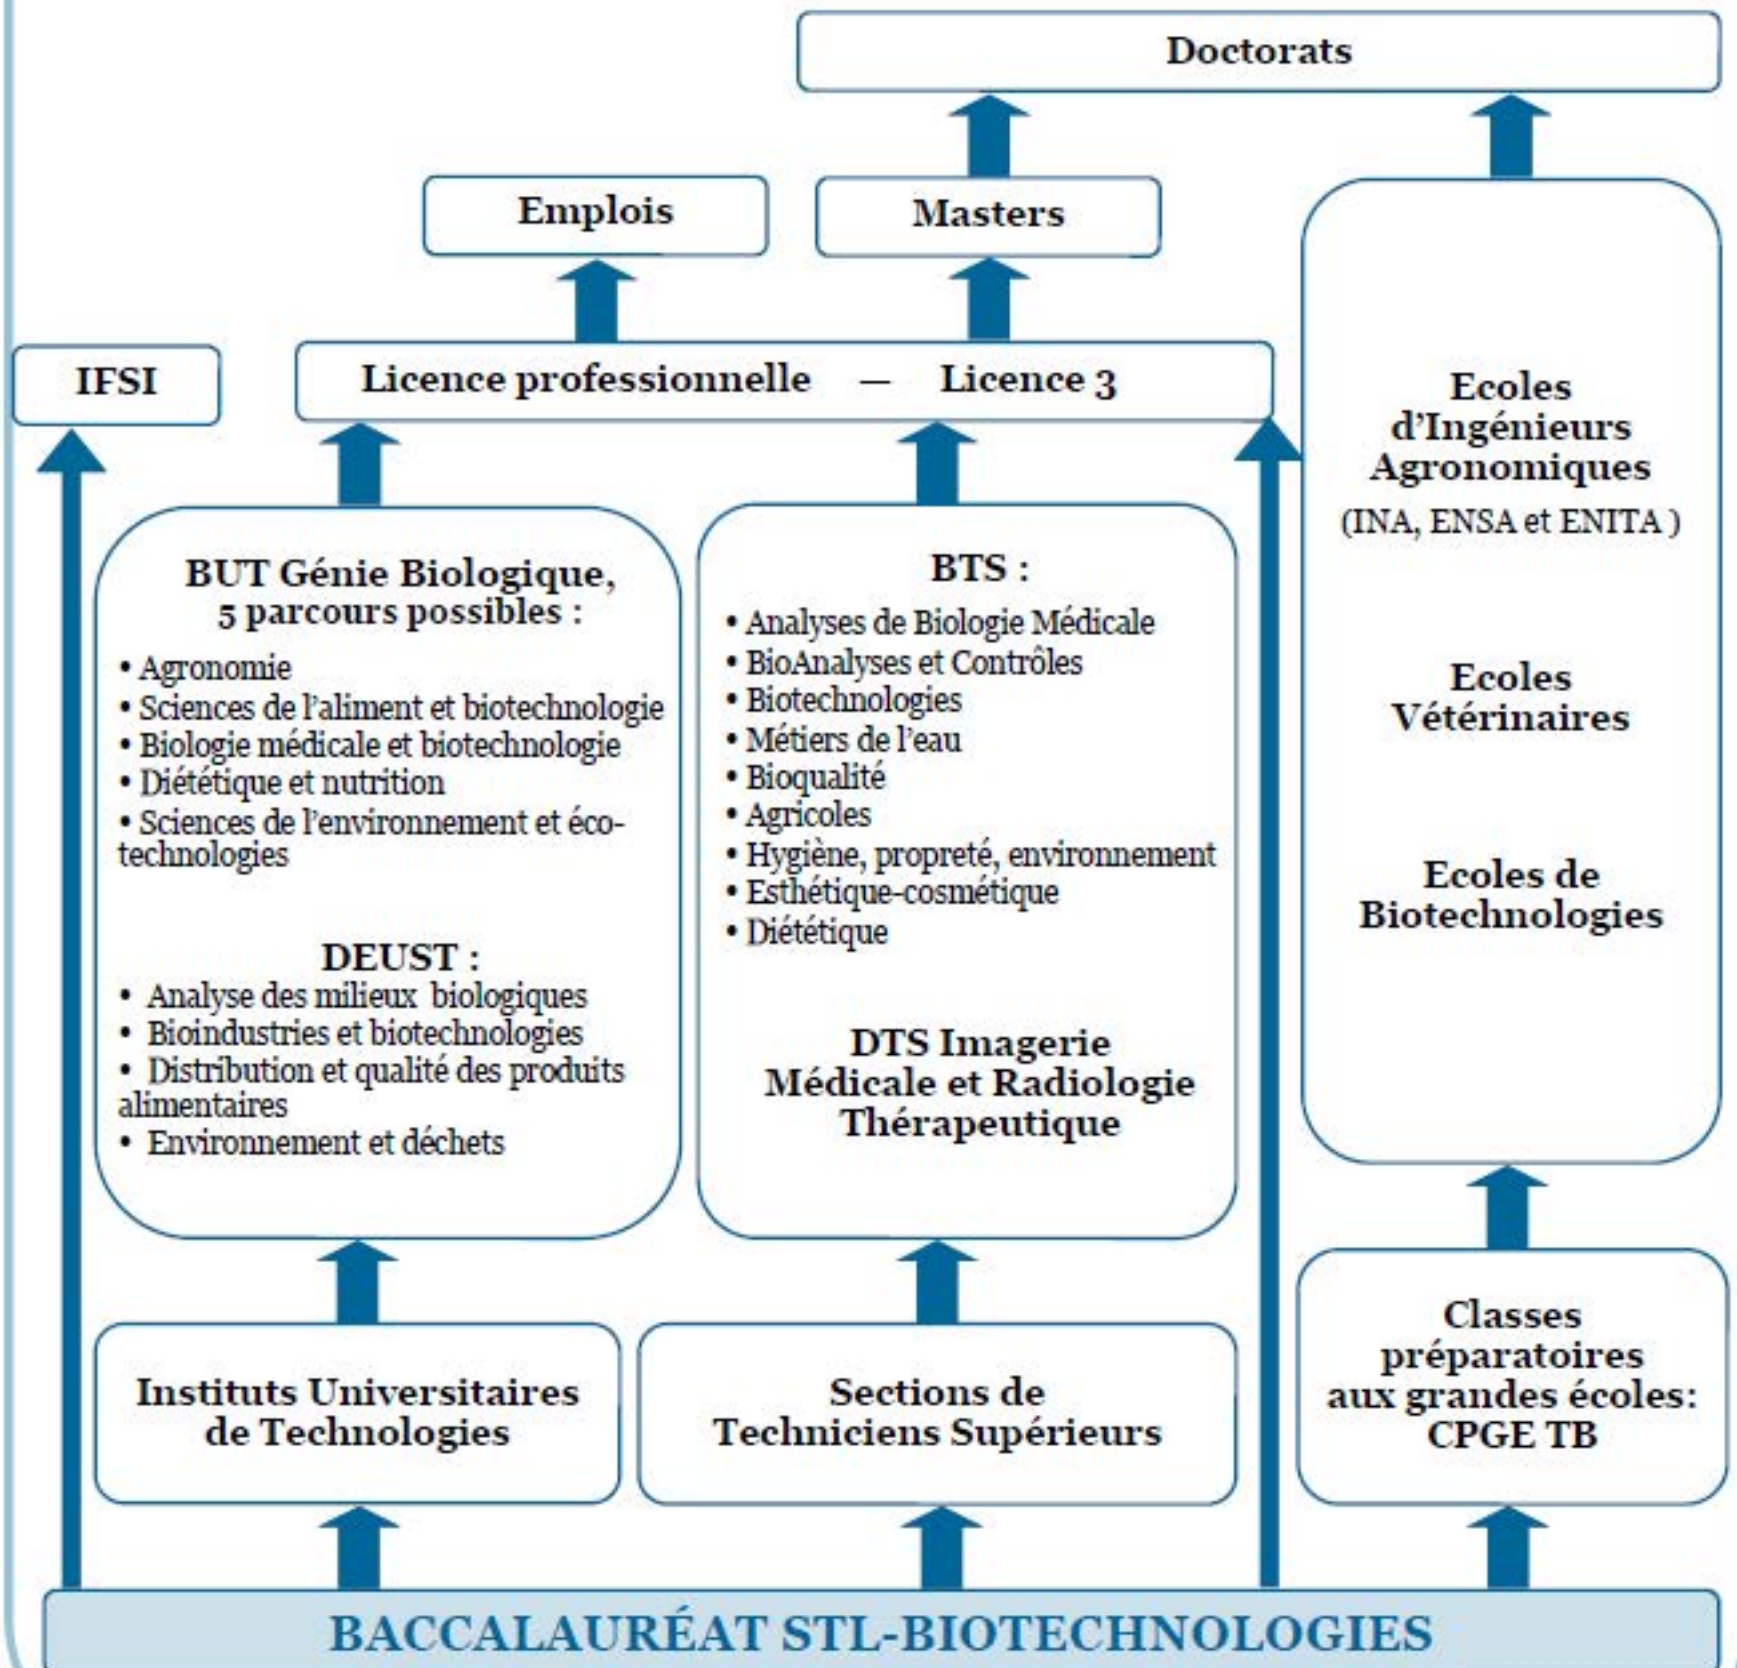 Doctorats
Emplois
Masters
IFSI
Licence professionnelle — Licence 3
Ecoles
d'Ingénieurs
Agronomiques
(INA, ENSA et ENITA )
Ecoles
Vétérinaires
Ecoles de
Biotechnologies
BUT Génie Biologique,
5 parcours possibles :
• Agronomie
• Sciences de l'aliment et biotechnologie
• Biologie médicale et biotechnologie
• Diététique et nutrition
• Sciences de l'environnement et éco-
technologies
DEUST :
• Analyse des milieux biologiques
• Bioindustries et biotechnologies
• Distribution et qualité des produits
alimentaires
• Environnement et déchets
BTS :
• Analyses de Biologie Médicale
• BioAnalyses et Contrôles
• Biotechnologies
• Métiers de l'eau
• Bioqualité
• Agricoles
• Hygiène, propreté, environnement
• Esthétique-cosmétique
• Diététique
DTS Imagerie
Médicale et Radiologie
Thérapeutique
Instituts Universitaires
de Technologies
Sections de
Techniciens Supérieurs
Classes
préparatoires
aux grandes écoles:
CPGE TB
BACCALAURÉAT STL-BIOTECHNOLOGIES